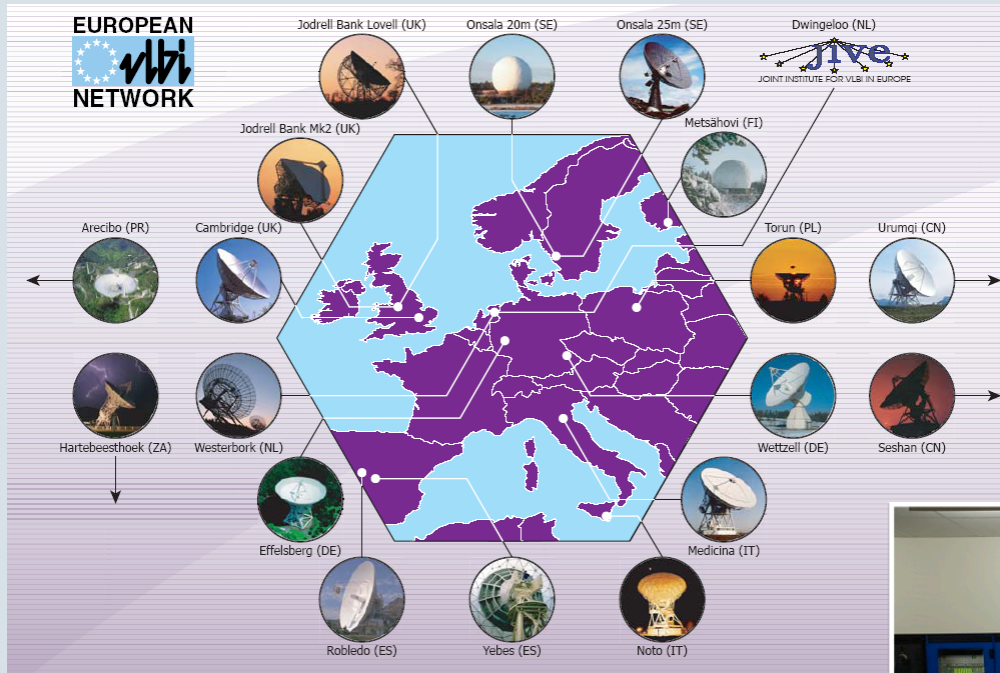 EUROPEAN
vlbi
NETWORK
Jodrell Bank Lovell (UK)
Onsala 20m (SE)
Onsala 25m (SE)
Dwingeloo (NL)
jive
JOINT INSTITUTE FOR VLBI IN EUROPE
Jodrell Bank Mk2 (UK)
Metsähovi (FI)
Arecibo (PR)
Cambridge (UK)
Torun (PL)
Urumqi (CN)
Hartebeesthoek (ZA)
Westerbork (NL)
Wettzell (DE)
Seshan (CN)
Effelsberg (DE)
Medicina (IT)
Robledo (ES)
Yebes (ES)
Noto (IT)